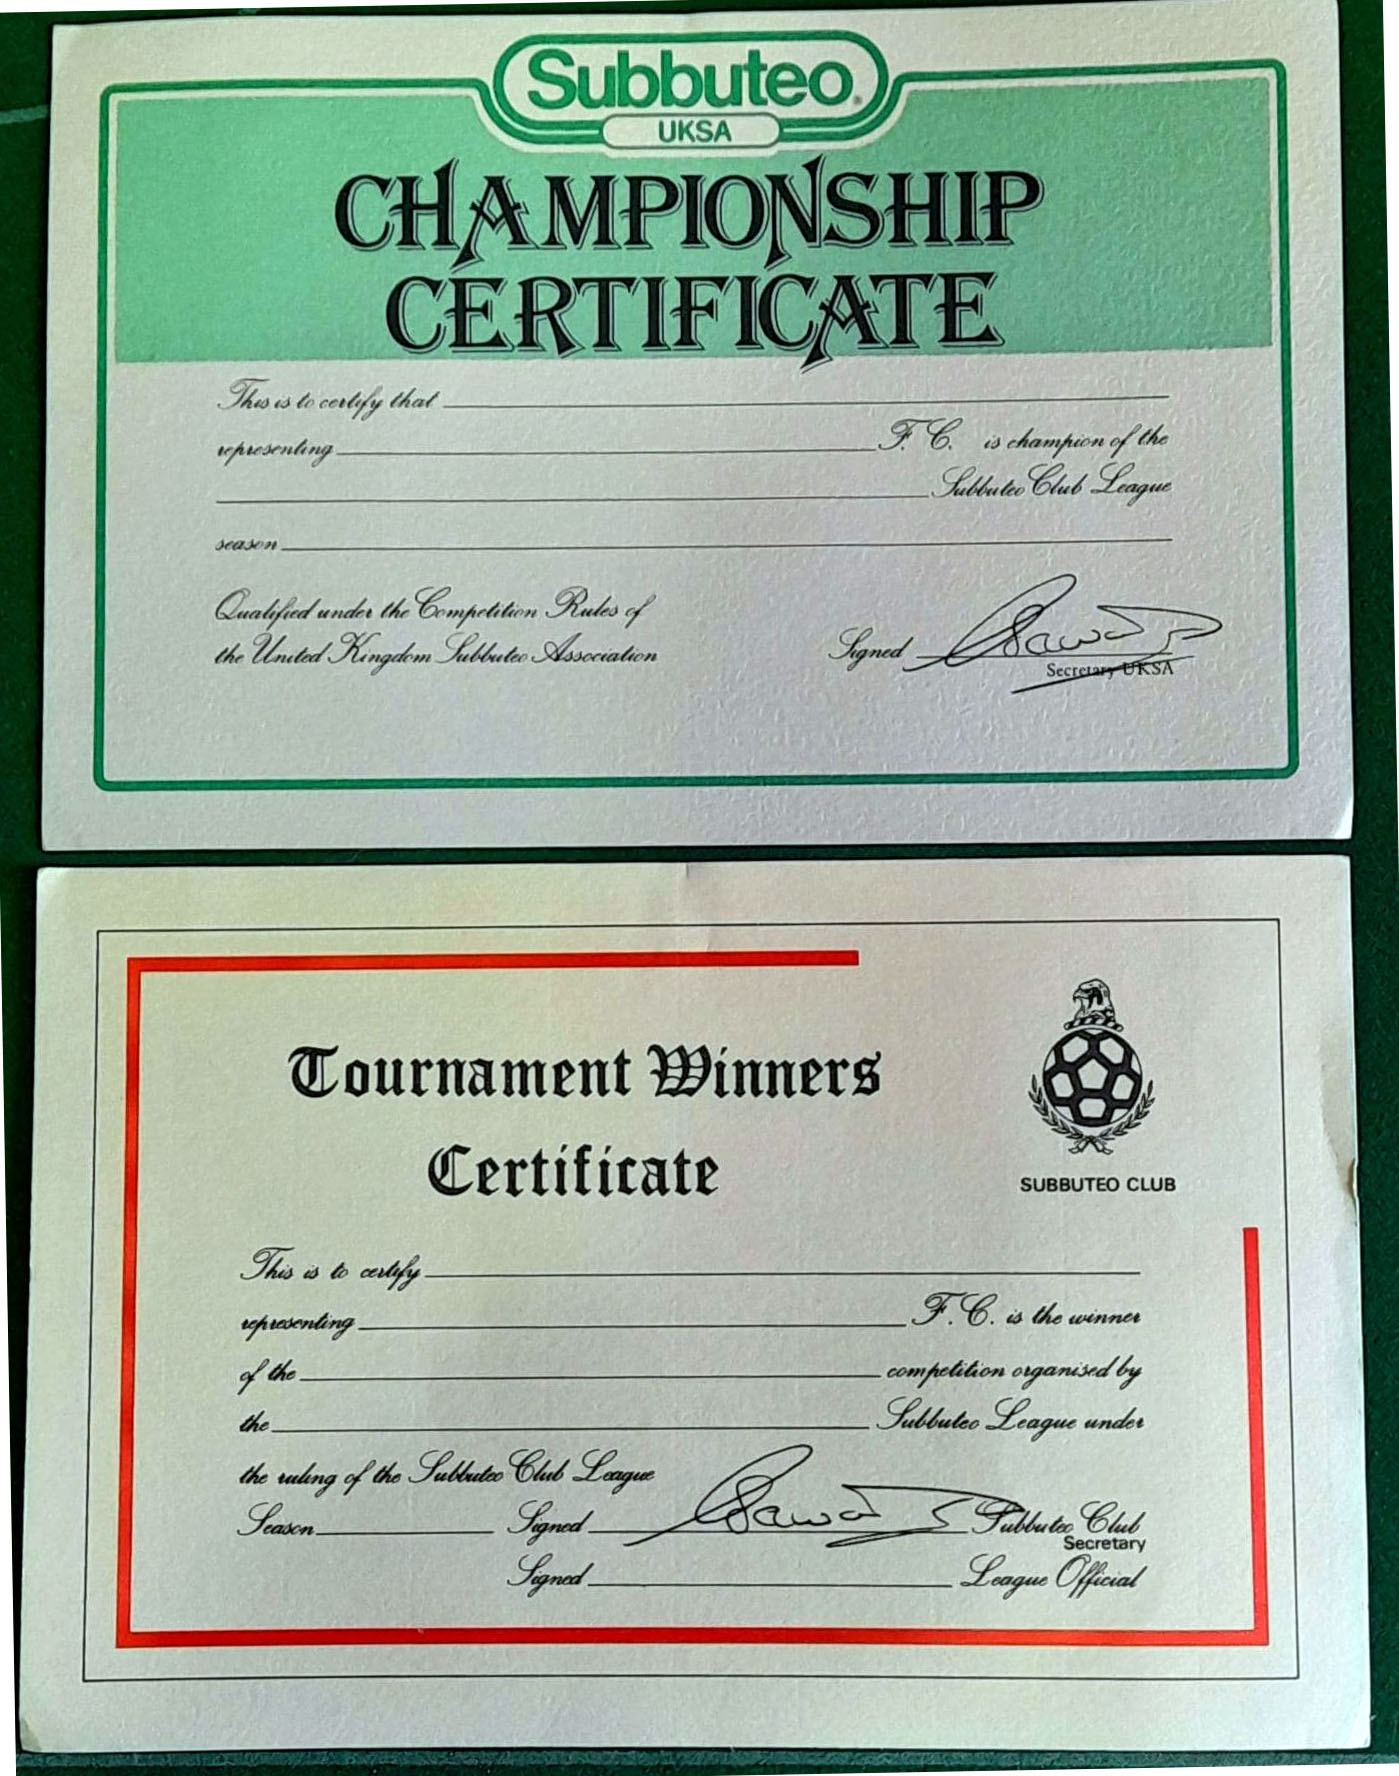 Subbuteo
UKSA
CHAMPIONSHIP
CERTIFICATE
This is to certify that
representing F. C. is champion of the
Subbuteo Club League
season
Qualified under the Competition Rules of
the United Kingdom Subbuteo Association
Signed
Secretary UKSA
Tournament Winners
Certificate
SUBBUTEO CLUB
This is to certify
representing F. C. is the winner
of the competition organised by
the Subbuteo League under
the ruling of the Subbuteo Club League
Season Signed Subbuteo Club
Secretary
Signed League Official